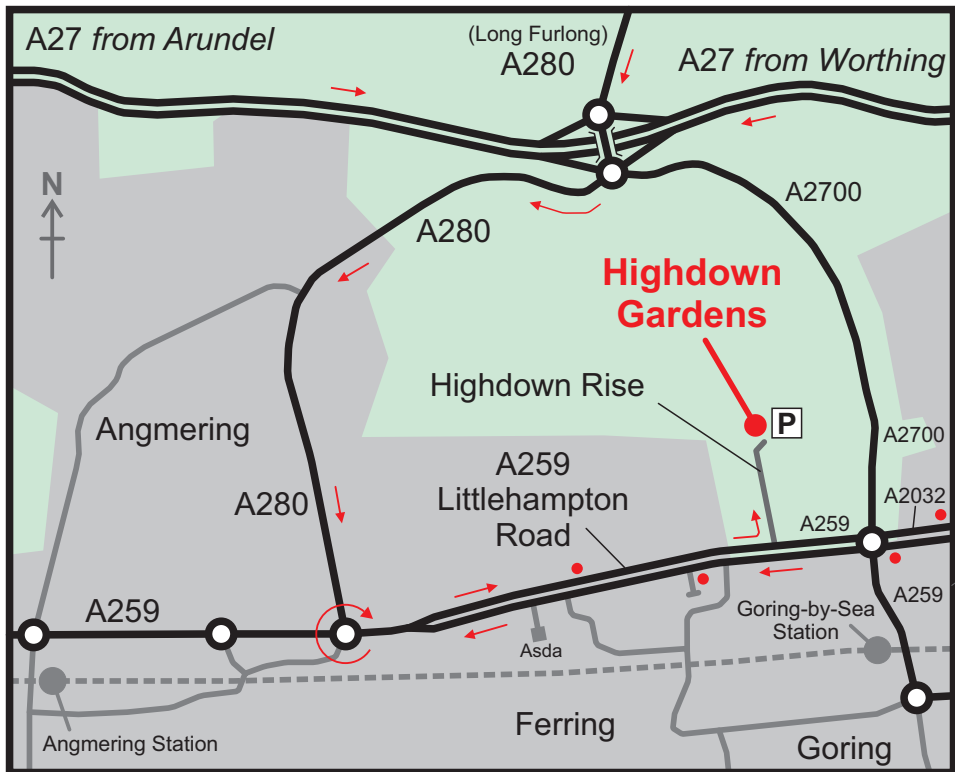 A27 from Arundel
(Long Furlong)
A280
A27 from Worthing
N
A2700
A280
Highdown
Gardens
Highdown Rise
P
Angmering
A2700
A259
Littlehampton
Road
A280
A2032
A259
A259
A259
Goring-by-Sea
Station
Asda
Ferring
Angmering Station
Goring